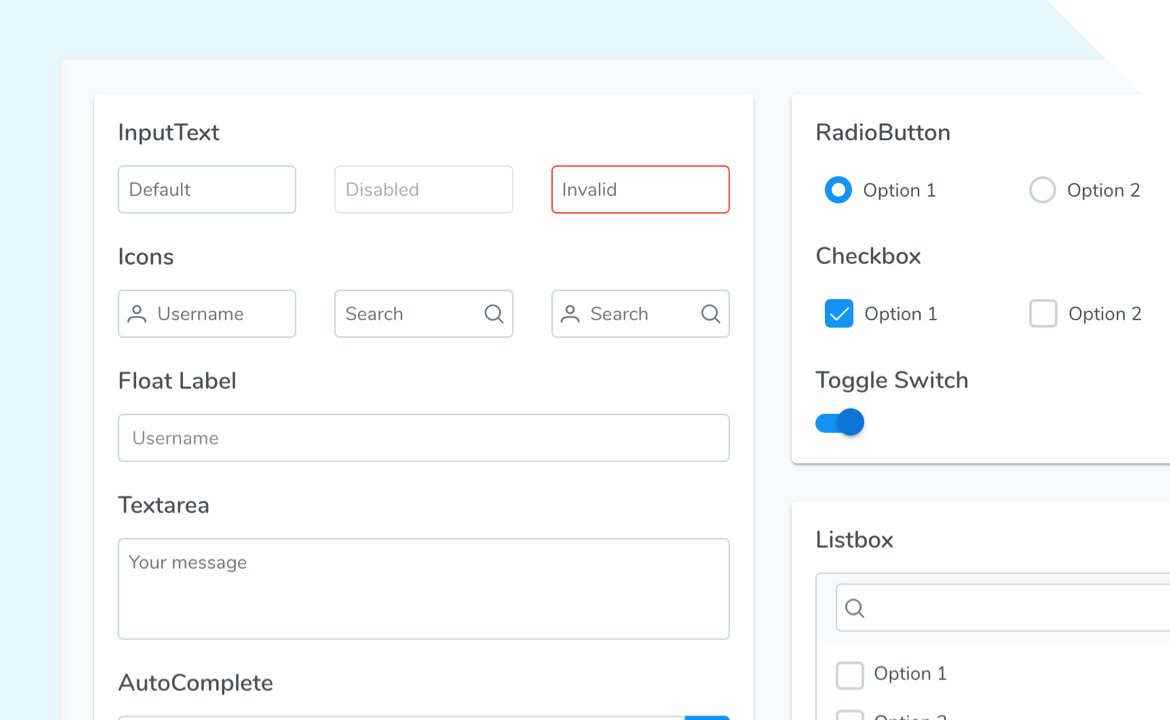 InputText
Default
Disabled
Invalid
Icons
Username
Search
Search
Float Label
Username
Textarea
Your message
AutoComplete
RadioButton
Option 1
Option 2
Checkbox
Option 1
Option 2
Toggle Switch
Listbox
Option 1